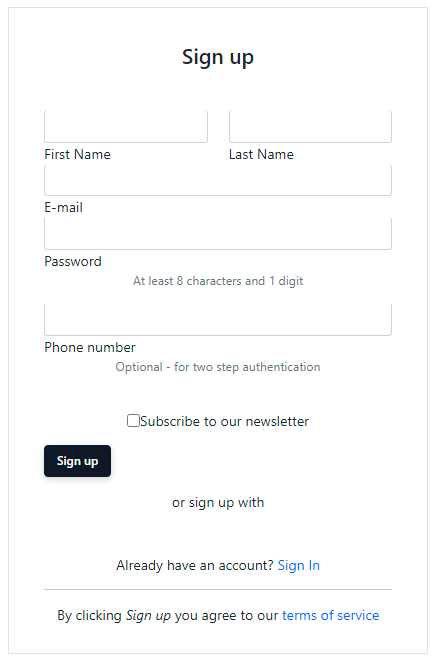 Sign up
First Name Last Name
E-mail
Password
At least 8 characters and 1 digit
Phone number
Optional - for two step authentication
Subscribe to our newsletter
Sign up
or sign up with
Already have an account? Sign In
By clicking Sign up you agree to our terms of service